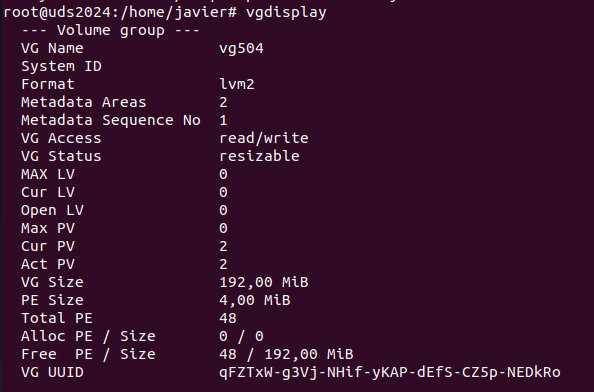 root@uds2024:/home/javier# vgdisplay
--- Volume group ---
VG Name vg504
System ID
Format lvm2
Metadata Areas 2
Metadata Sequence No 1
VG Access read/write
VG Status resizable
MAX LV 0
Cur LV 0
Open LV 0
Max PV 0
Cur PV 2
Act PV 2
VG Size 192,00 MiB
PE Size 4,00 MiB
Total PE 48
Alloc PE / Size 0 / 0
Free PE / Size 48 / 192,00 MiB
VG UUID qFZTxW-g3Vj-NHif-yKAP-dEfS-CZ5p-NEDkRo